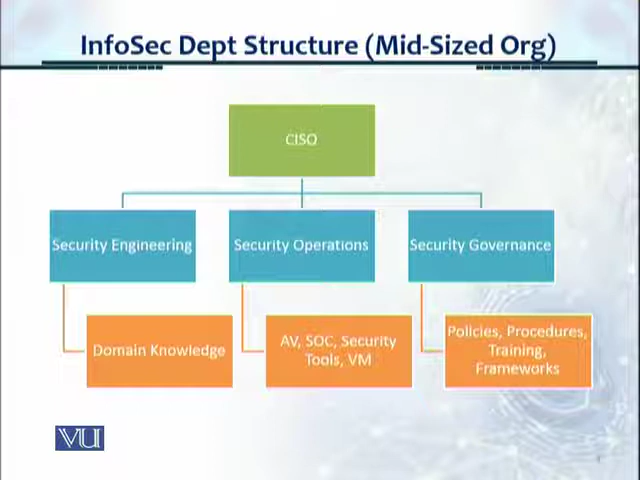 InfoSec Dept Structure (Mid-Sized Org)
CISO
Security Engineering
Security Operations
Security Governance
Domain Knowledge
AV, SOC, Security
Tools, VM
Policies, Procedures,
Training,
Frameworks
VU